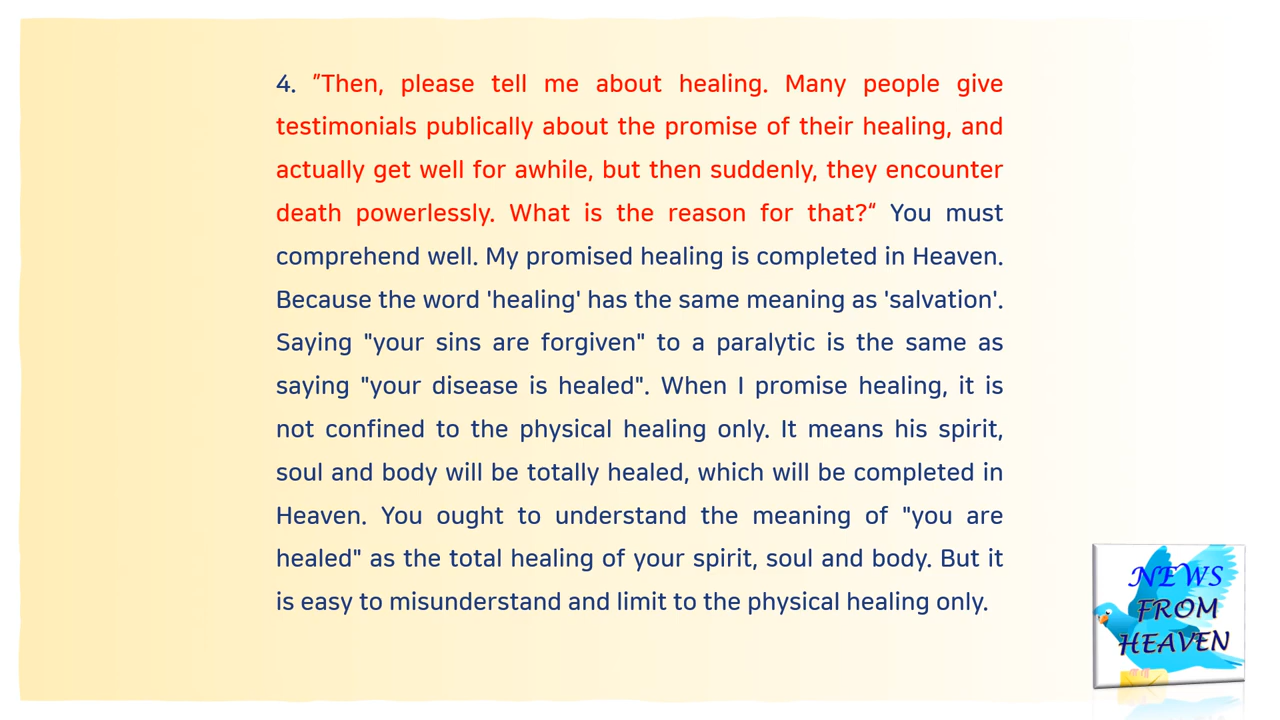 4. "Then, please tell me about healing. Many people give
testimonials publically about the promise of their healing, and
actually get well for awhile, but then suddenly, they encounter
death powerlessly. What is the reason for that?" You must
comprehend well. My promised healing is completed in Heaven.
Because the word 'healing' has the same meaning as 'salvation'.
Saying "your sins are forgiven" to a paralytic is the same as
saying "your disease is healed". When I promise healing, it is
not confined to the physical healing only. It means his spirit,
soul and body will be totally healed, which will be completed in
Heaven. You ought to understand the meaning of "you are
healed" as the total healing of your spirit, soul and body. But it
is easy to misunderstand and limit to the physical healing only.
NEWS
FROM
HEAVEN